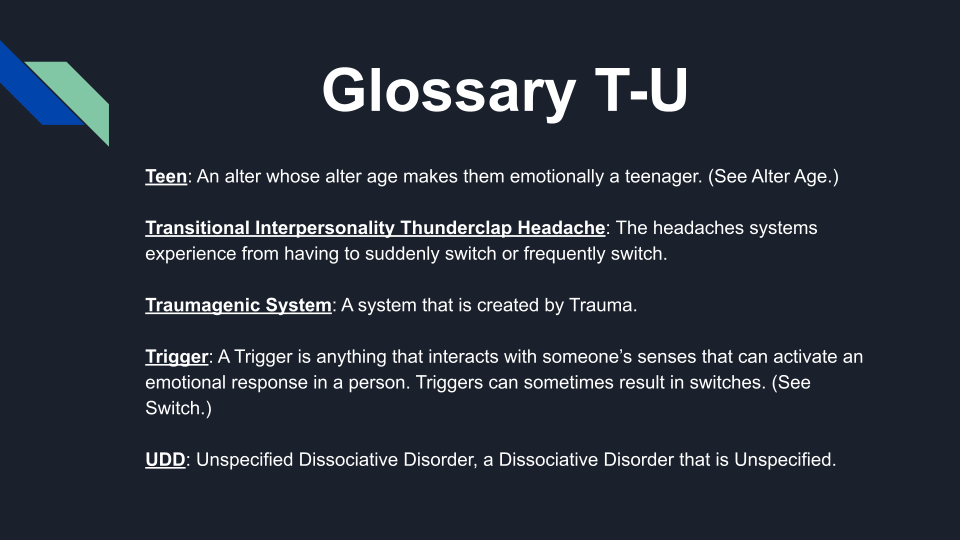 Glossary T-U
Teen: An alter whose alter age makes them emotionally a teenager. (See Alter Age.)
Transitional Interpersonality Thunderclap Headache: The headaches systems
experience from having to suddenly switch or frequently switch.
Traumagenic System: A system that is created by Trauma.
Trigger: A Trigger is anything that interacts with someone’s senses that can activate an
emotional response in a person. Triggers can sometimes result in switches. (See
Switch.)
UDD: Unspecified Dissociative Disorder, a Dissociative Disorder that is Unspecified.